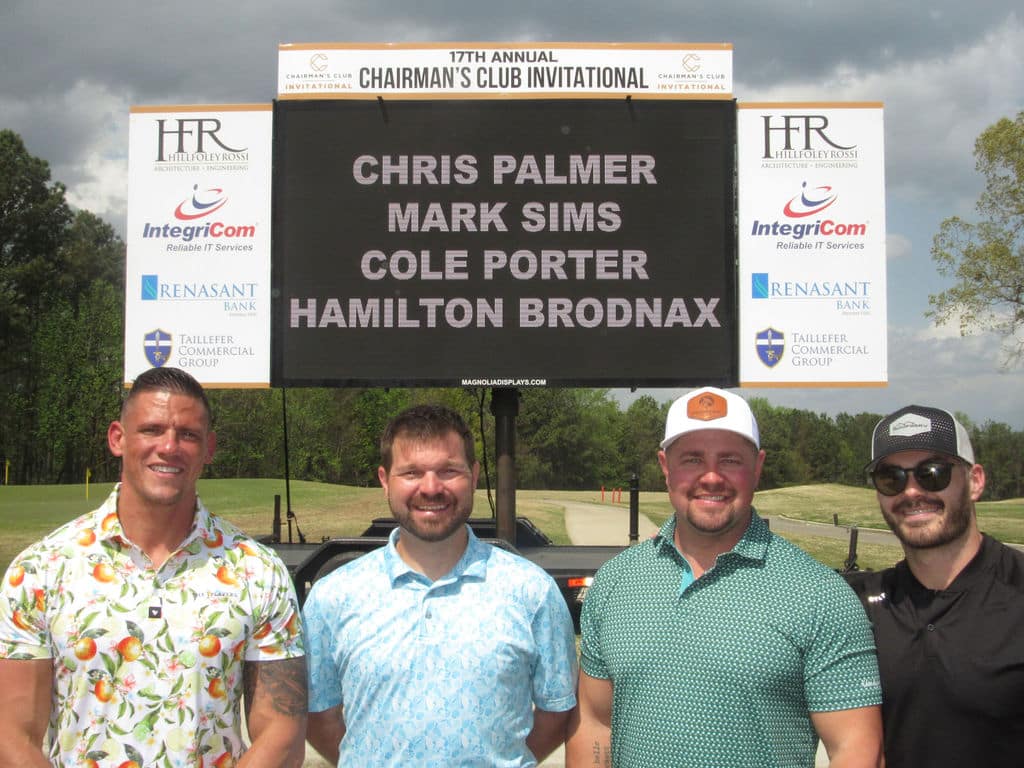 17TH ANNUAL
CHAIRMAN'S CLUB INVITATIONAL
CHAIRMAN'S CLUB
INVITATIONAL
CHAIRMAN'S CLUB
INVITATIONAL
HFR
HILLFOLEYROSSI
ARCHITECTURE + ENGINEERING
IntegriCom
Reliable IT Services
RENASANT
BANK
TAILLEFER
COMMERCIAL
GROUP
CHRIS PALMER
MARK SIMS
COLE PORTER
HAMILTON BRODNAX
MAGNOLIADISPLAYS.COM
HFR
HILLFOLEYROSSI
ARCHITECTURE + ENGINEERING
IntegriCom
Reliable IT Services
RENASANT
BANK
TAILLEFER
COMMERCIAL
GROUP